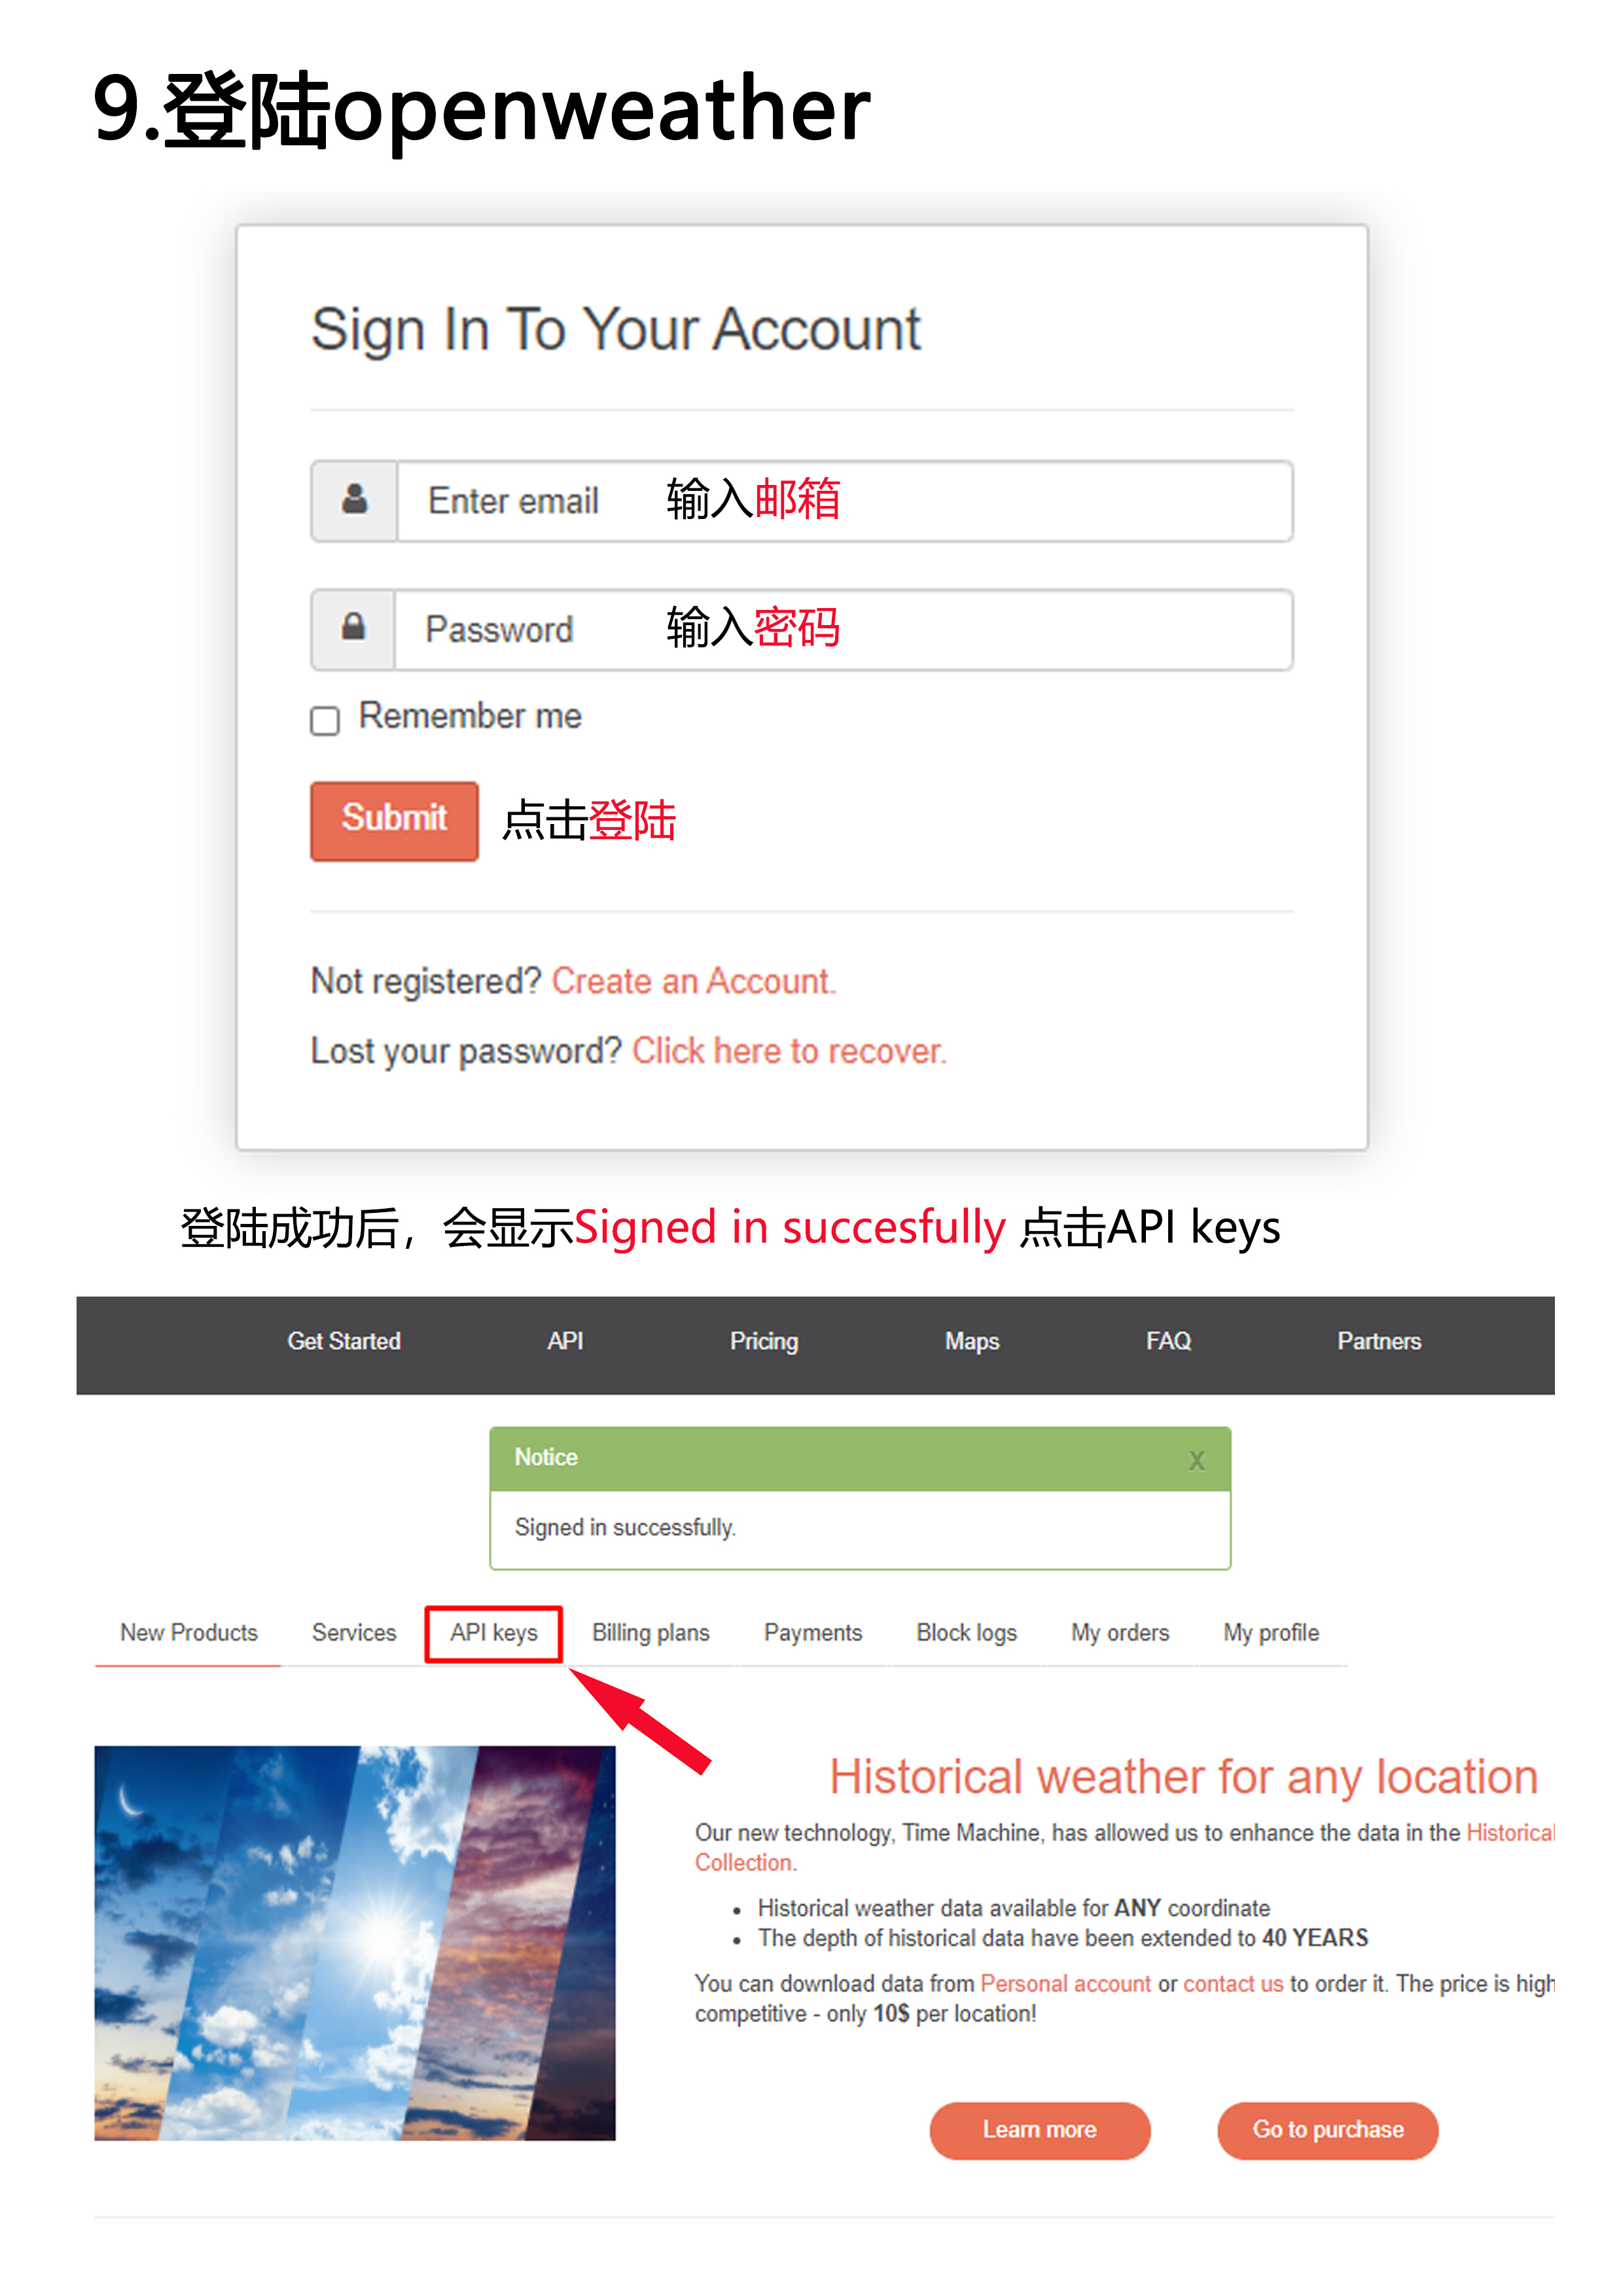 9.登陆openweather
Sign In To Your Account
Enter email 输入邮箱
Password 输入密码
Remember me
Submit 点击登陆
Not registered? Create an Account.
Lost your password? Click here to recover.
登陆成功后，会显示Signed in succesfully 点击API keys
Get Started API Pricing Maps FAQ Partners
Notice x
Signed in successfully.
New Products Services API keys Billing plans Payments Block logs My orders My profile
Historical weather for any location
Our new technology, Time Machine, has allowed us to enhance the data in the Historical
Collection.
• Historical weather data available for ANY coordinate
• The depth of historical data have been extended to 40 YEARS
You can download data from Personal account or contact us to order it. The price is high
competitive - only 10$ per location!
Learn more Go to purchase